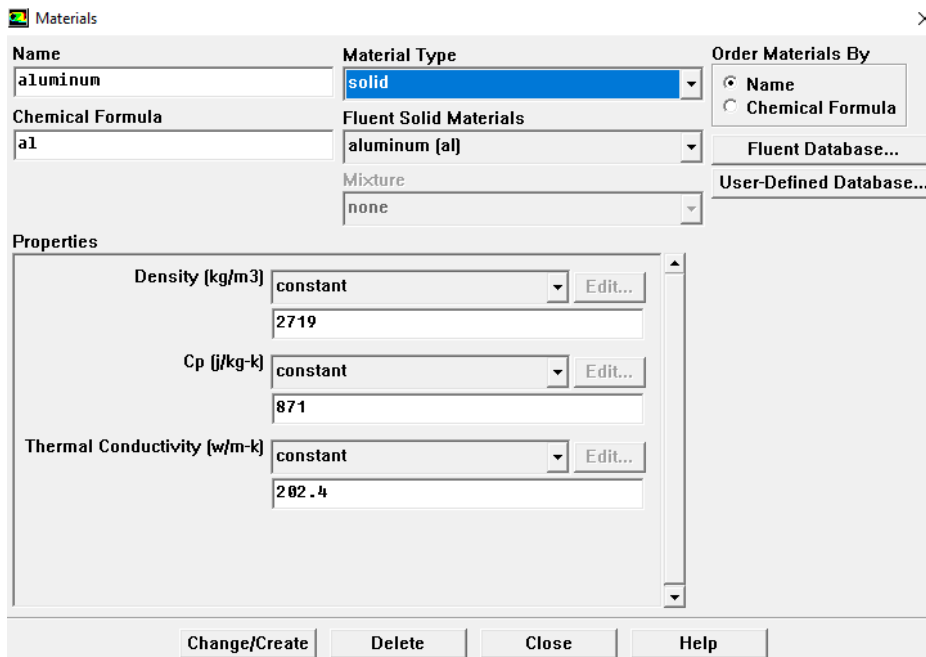 Materials
Name
aluminum
Material Type
solid
Order Materials By
Name
Chemical Formula
Chemical Formula
al
Fluent Solid Materials
aluminum (al)
Fluent Database...
Mixture
none
User-Defined Database...
Properties
Density (kg/m3)
constant
Edit...
2719
Cp (j/kg-k)
constant
Edit...
871
Thermal Conductivity (w/m-k)
constant
Edit...
202.4
Change/Create
Delete
Close
Help